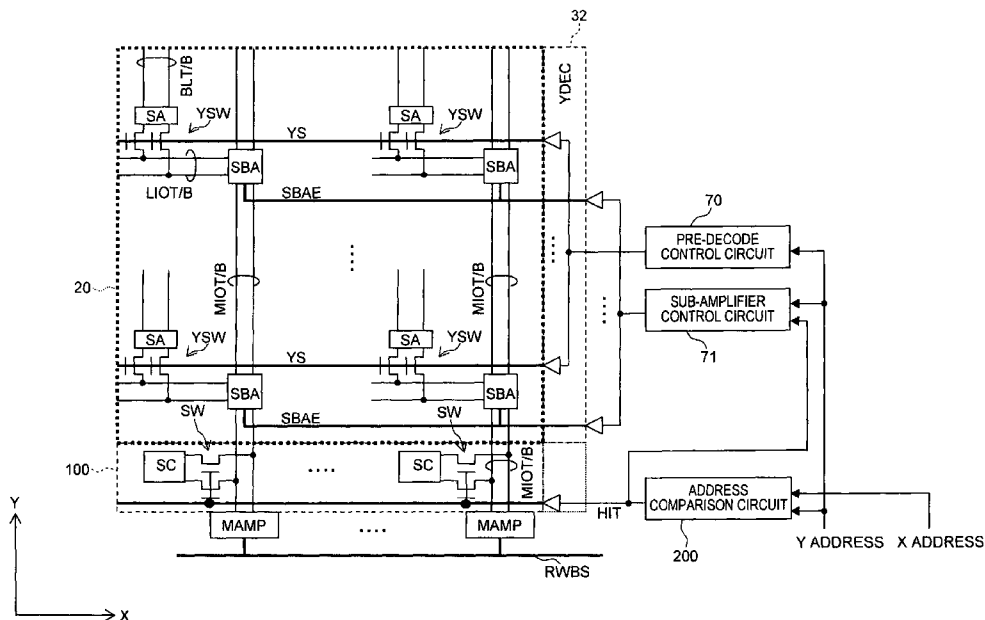 32
BLT/B
YDEC
SA
YSW
SA
YSW
YS
SBA
SBA
LIOT/B
SBAE
70
PRE-DECODE
CONTROL CIRCUIT
20
MIOT/B
MIOT/B
SUB-AMPLIFIER
CONTROL CIRCUIT
71
SA
YSW
SA
YSW
YS
SBA
SBA
SW
SBAE
SW
100
SC
SC
MIOT/B
HIT
ADDRESS
COMPARISON CIRCUIT
200
MAMP
MAMP
Y ADDRESS X ADDRESS
RWBS
Y
X